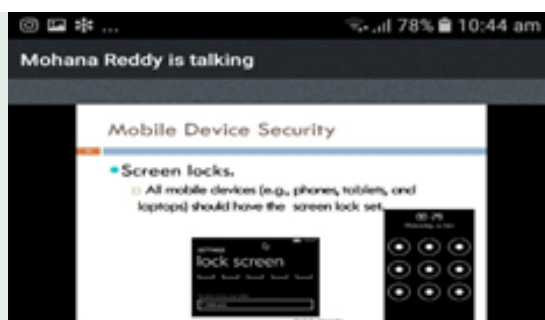 78% 10:44 am
Mohana Reddy is talking
Mobile Device Security
Screen locks.
All mobile devices (e.g., phones, tablets, and
laptops) should have the screen lock set.
lock screen